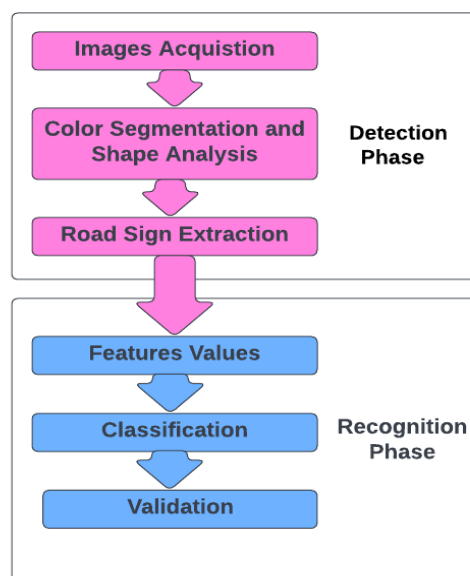 Images Acquistion
Color Segmentation and
Shape Analysis
Detection
Phase
Road Sign Extraction
Features Values
Classification
Recognition
Phase
Validation